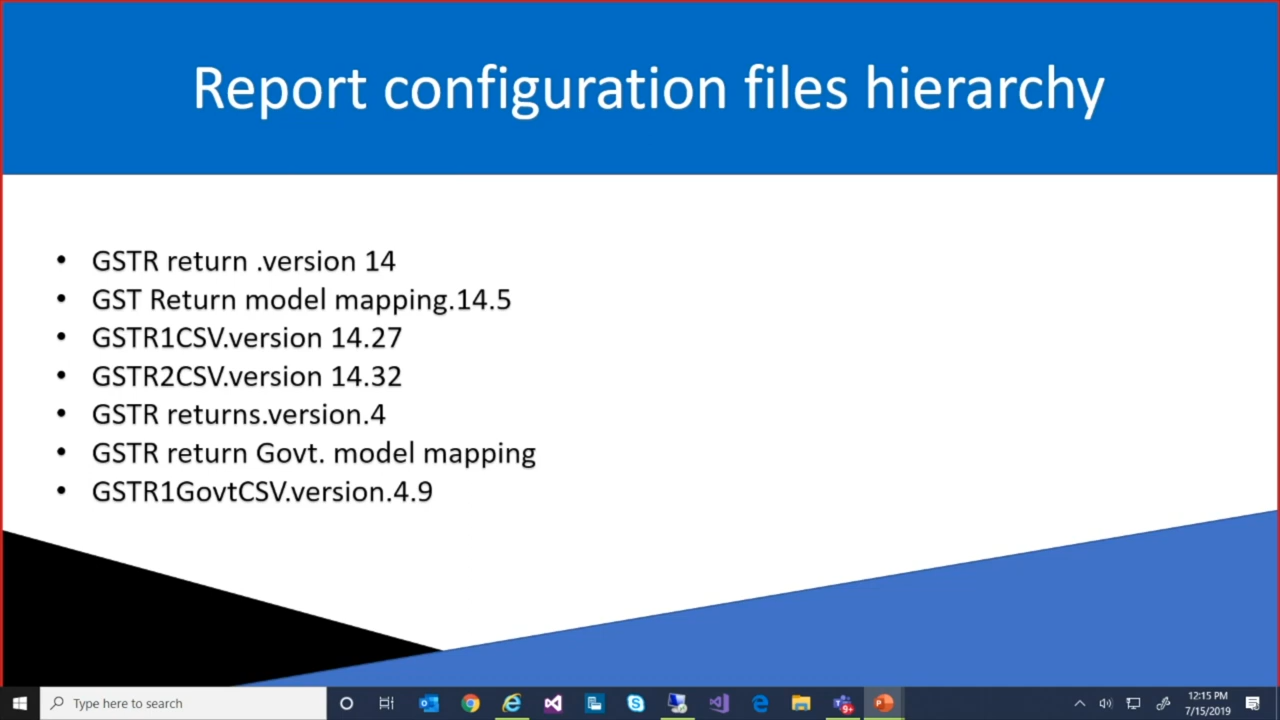 Report configuration files hierarchy
• GSTR return .version 14
• GST Return model mapping.14.5
• GSTR1CSV.version 14.27
• GSTR2CSV.version 14.32
• GSTR returns.version.4
• GSTR return Govt. model mapping
• GSTR1GovtCSV.version.4.9
Type here to search
9+
12:15 PM
7/15/2019